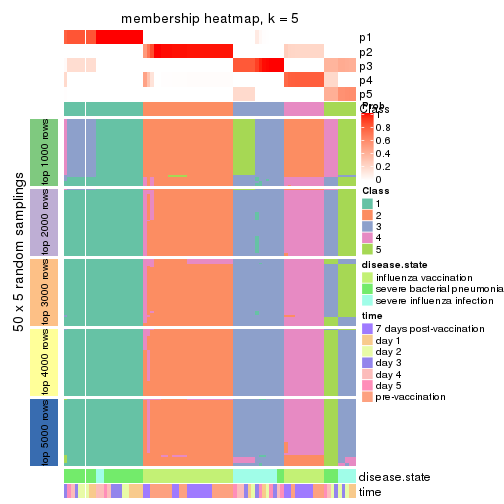 membership heatmap, k = 5
p1
p2
p3
p4
p5
Class
Prob
1
0.8
0.6
0.4
0.2
0
Class
1
2
3
4
5
disease.state
influenza vaccination
severe bacterial pneumonia
severe influenza infection
time
7 days post-vaccination
day 1
day 2
day 3
day 4
day 5
pre-vaccination
50 x 5 random samplings
top 1000 rows
top 2000 rows
top 3000 rows
top 4000 rows
top 5000 rows
disease.state
time